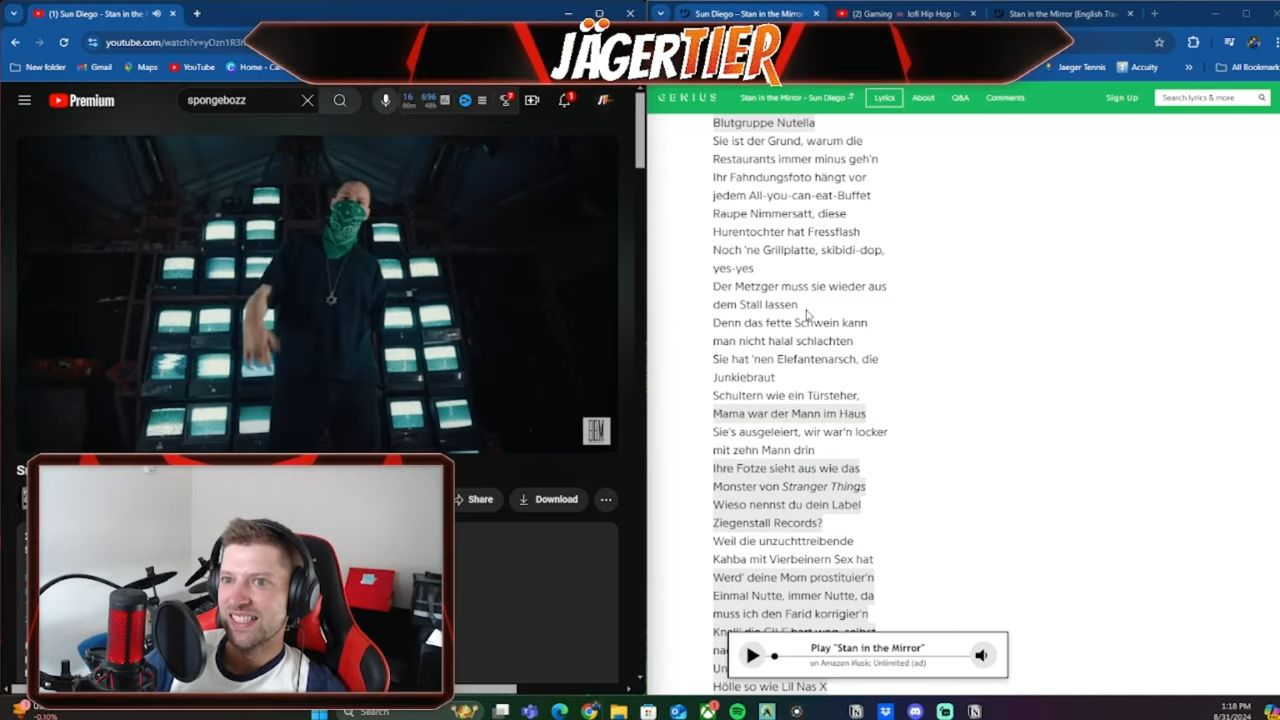 (1) Sun Diego - Stan in the
Sun Diego – Stan in the Mirror
(2) Gaming
lofi Hip Hop b
Stan in the Mirror (English Tra
youtube.com/watch?v=yDzn1R3
New folder
Gmail
Maps
YouTube
Home - Ca
JÄGERTIER
Jaeger Tennis
Accuity
All Bookmark
Premium
spongebozz
16
696
60m
48h
7
1
GENIUS
Stan in the Mirror - Sun Diego
Lyrics
About
Q&A
Comments
Sign Up
Search lyrics & more
Blutgruppe Nutella
Sie ist der Grund, warum die
Restaurants immer minus geh'n
Ihr Fahndungsfoto hängt vor
jedem All-you-can-eat-Buffet
Raupe Nimmersatt, diese
Hurentochter hat Fressflash
Noch 'ne Grillplatte, skibidi-dop,
yes-yes
Der Metzger muss sie wieder aus
dem Stall lassen
Denn das fette Schwein kann
man nicht halal schlachten
Sie hat 'nen Elefantenarsch, die
Junkiebraut
Schultern wie ein Türsteher,
Mama war der Mann im Haus
Sie's ausgeleiert, wir war'n locker
mit zehn Mann drin
Ihre Fotze sieht aus wie das
Monster von Stranger Things
Wieso nennst du dein Label
Ziegenstall Records?
Weil die unzuchttreibende
Kahba mit Vierbeinern Sex hat
Werd' deine Mom prostituier'n
Einmal Nutte, immer Nutte, da
muss ich den Farid korrigier'n
Hölle so wie Lil Nas X
Play "Stan in the Mirror"
on Amazon Music Unlimited (ad)
BBM
Share
Download
Search
-0.10%
1:18 PM
8/31/2024